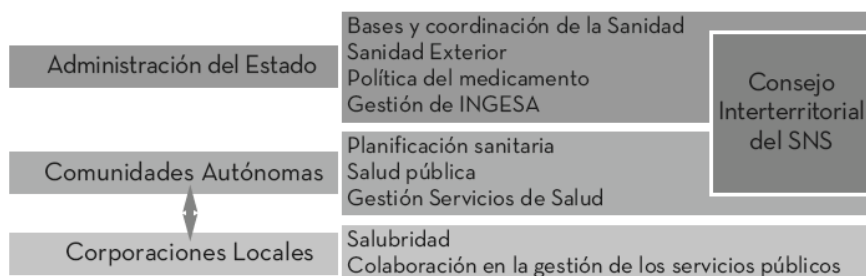 Administración del Estado
Bases y coordinación de la Sanidad
Sanidad Exterior
Política del medicamento
Gestión de INGESA
Consejo
Interterritorial
del SNS
Comunidades Autónomas
Planificación sanitaria
Salud pública
Gestión Servicios de Salud
Corporaciones Locales
Salubridad
Colaboración en la gestión de los servicios públicos